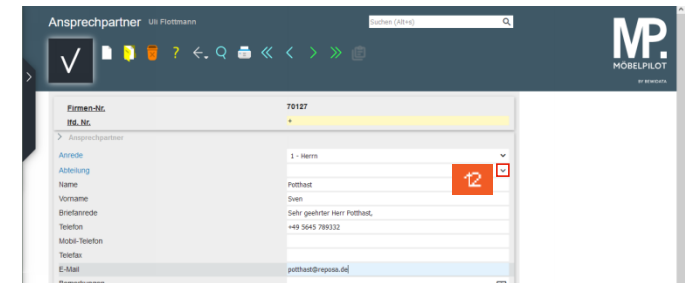 Ansprechpartner Uli Flottmann
Suchen (Alt+s)
MP.
MÖBELPILOT
Firmen-Nr. 70127
lfd. Nr. +
Ansprechpartner
Anrede 1 - Herrn
Abteilung
12
Name Potthast
Vorname Sven
Briefanrede Sehr geehrter Herr Potthast,
Telefon +49 5645 789332
Mobil-Telefon
Telefax
E-Mail potthast@reposa.de
Bemerkungen